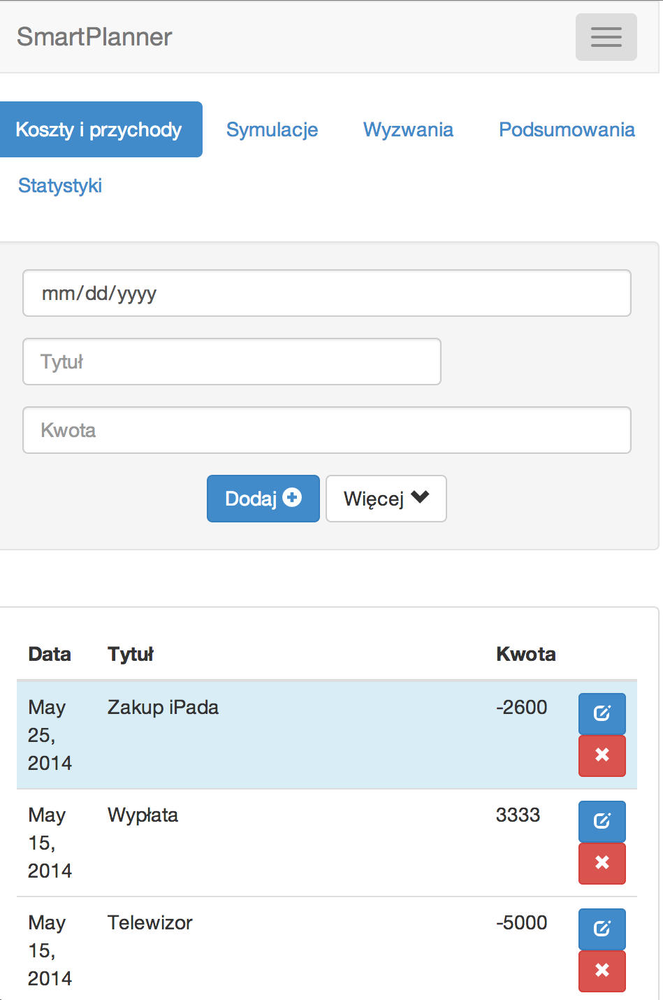 SmartPlanner
Koszty i przychody Symulacje Wyzwania Podsumowania
Statystyki
mm/dd/yyyy
Tytuł
Kwota
Dodaj Więcej
Data Tytuł Kwota
May Zakup iPada -2600
25,
2014
May Wypłata 3333
15,
2014
May Telewizor -5000
15,
2014